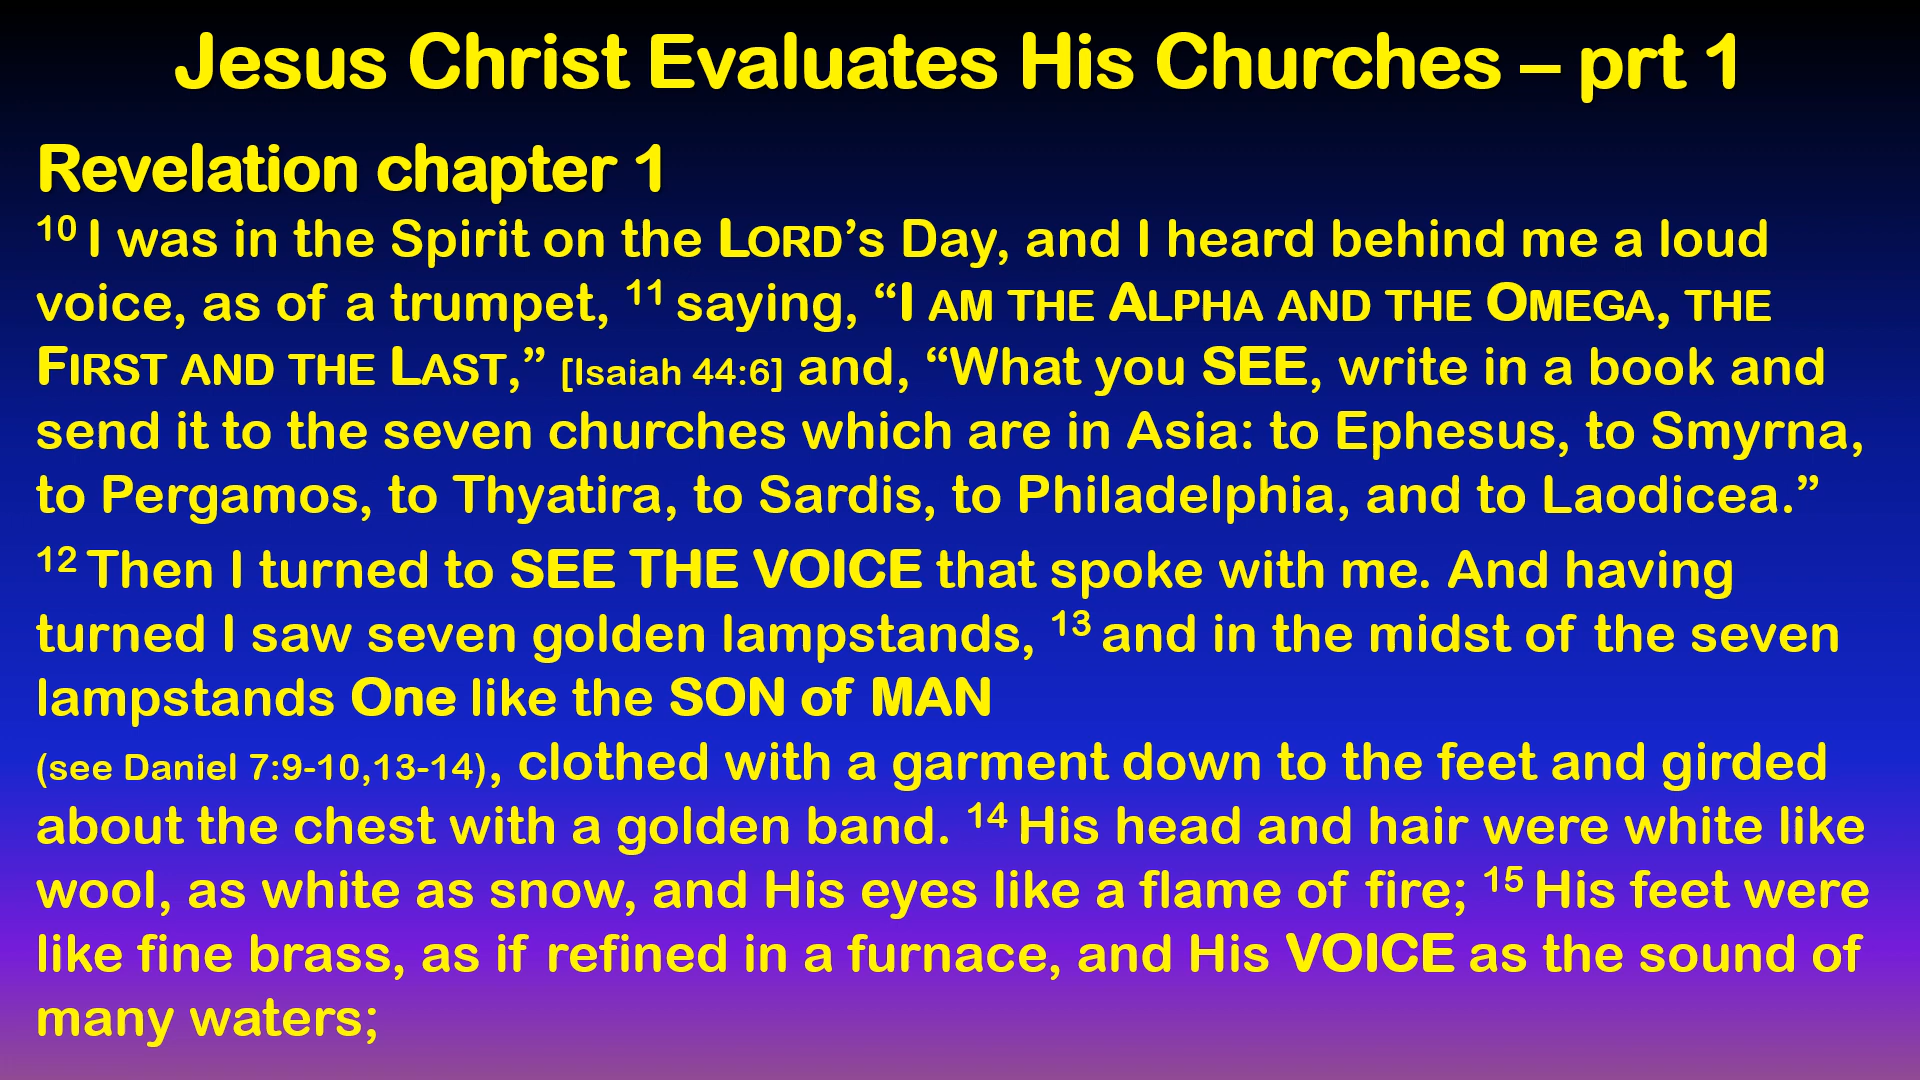 Jesus Christ Evaluates His Churches – prt 1
Revelation chapter 1
10 I was in the Spirit on the LORD’s Day, and I heard behind me a loud
voice, as of a trumpet, 11 saying, “I AM THE ALPHA AND THE OMEGA, THE
FIRST AND THE LAST,” [Isaiah 44:6] and, “What you SEE, write in a book and
send it to the seven churches which are in Asia: to Ephesus, to Smyrna,
to Pergamos, to Thyatira, to Sardis, to Philadelphia, and to Laodicea.”
12 Then I turned to SEE THE VOICE that spoke with me. And having
turned I saw seven golden lampstands, 13 and in the midst of the seven
lampstands One like the SON of MAN
(see Daniel 7:9-10,13-14), clothed with a garment down to the feet and girded
about the chest with a golden band. 14 His head and hair were white like
wool, as white as snow, and His eyes like a flame of fire; 15 His feet were
like fine brass, as if refined in a furnace, and His VOICE as the sound of
many waters;